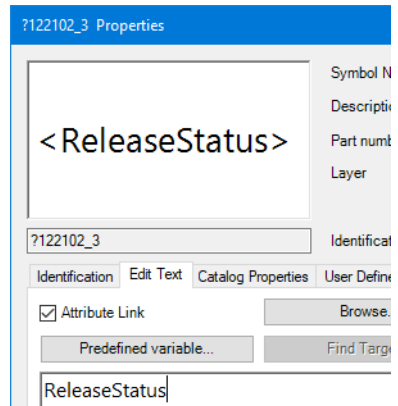 ?122102_3 Properties
Symbol N
Descripti
<ReleaseStatus>
Part numb
Layer
?122102_3
Identificat
Identification Edit Text Catalog Properties User Define
Attribute Link Browse.
Predefined variable... Find Targe
ReleaseStatus